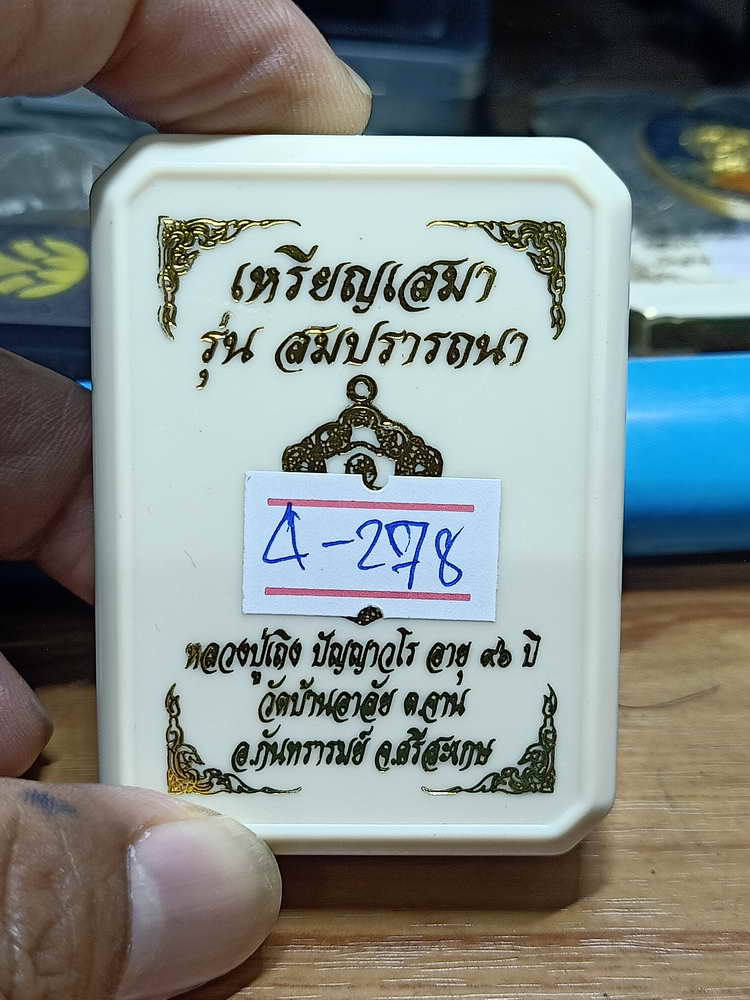 เหรียญเสมา
รุ่น สมปรารถนา
4-278
หลวงปู่เถิง ปัญญาวโร อายุ ๙๖ ปี
วัดบ้านอาลัย ต.จาน
อ.กันทรารมย์ จ.ศรีสะเกษ